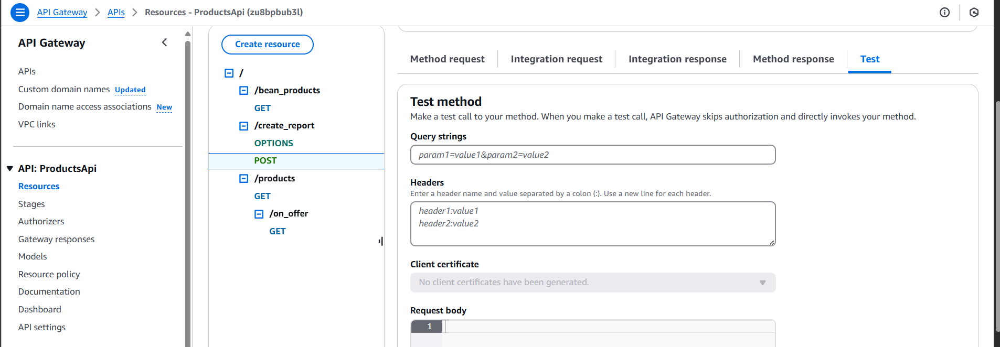 API Gateway > APIs > Resources - ProductsApi (zu8bpbub3l)
API Gateway
APIs
Custom domain names Updated
Domain name access associations New
VPC links
API: ProductsApi
Resources
Stages
Authorizers
Gateway responses
Models
Resource policy
Documentation
Dashboard
API settings
Create resource
/
/bean_products
GET
/create_report
OPTIONS
POST
/products
GET
/on_offer
GET
Method request
Integration request
Integration response
Method response
Test
Test method
Make a test call to your method. When you make a test call, API Gateway skips authorization and directly invokes your method.
Query strings
param1=value1&param2=value2
Headers
Enter a header name and value separated by a colon (:). Use a new line for each header.
header1:value1
header2:value2
Client certificate
No client certificates have been generated.
Request body
1